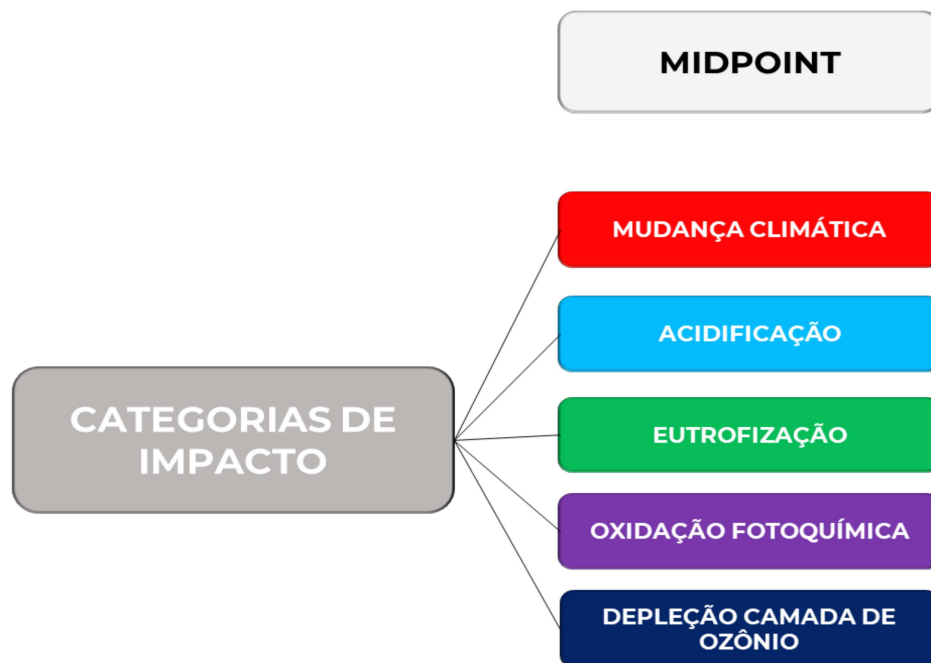 MIDPOINT
MUDANÇA CLIMÁTICA
ACIDIFICAÇÃO
CATEGORIAS DE
IMPACTO
EUTROFIZAÇÃO
OXIDAÇÃO FOTOQUÍMICA
DEPLEÇÃO CAMADA DE
OZÔNIO